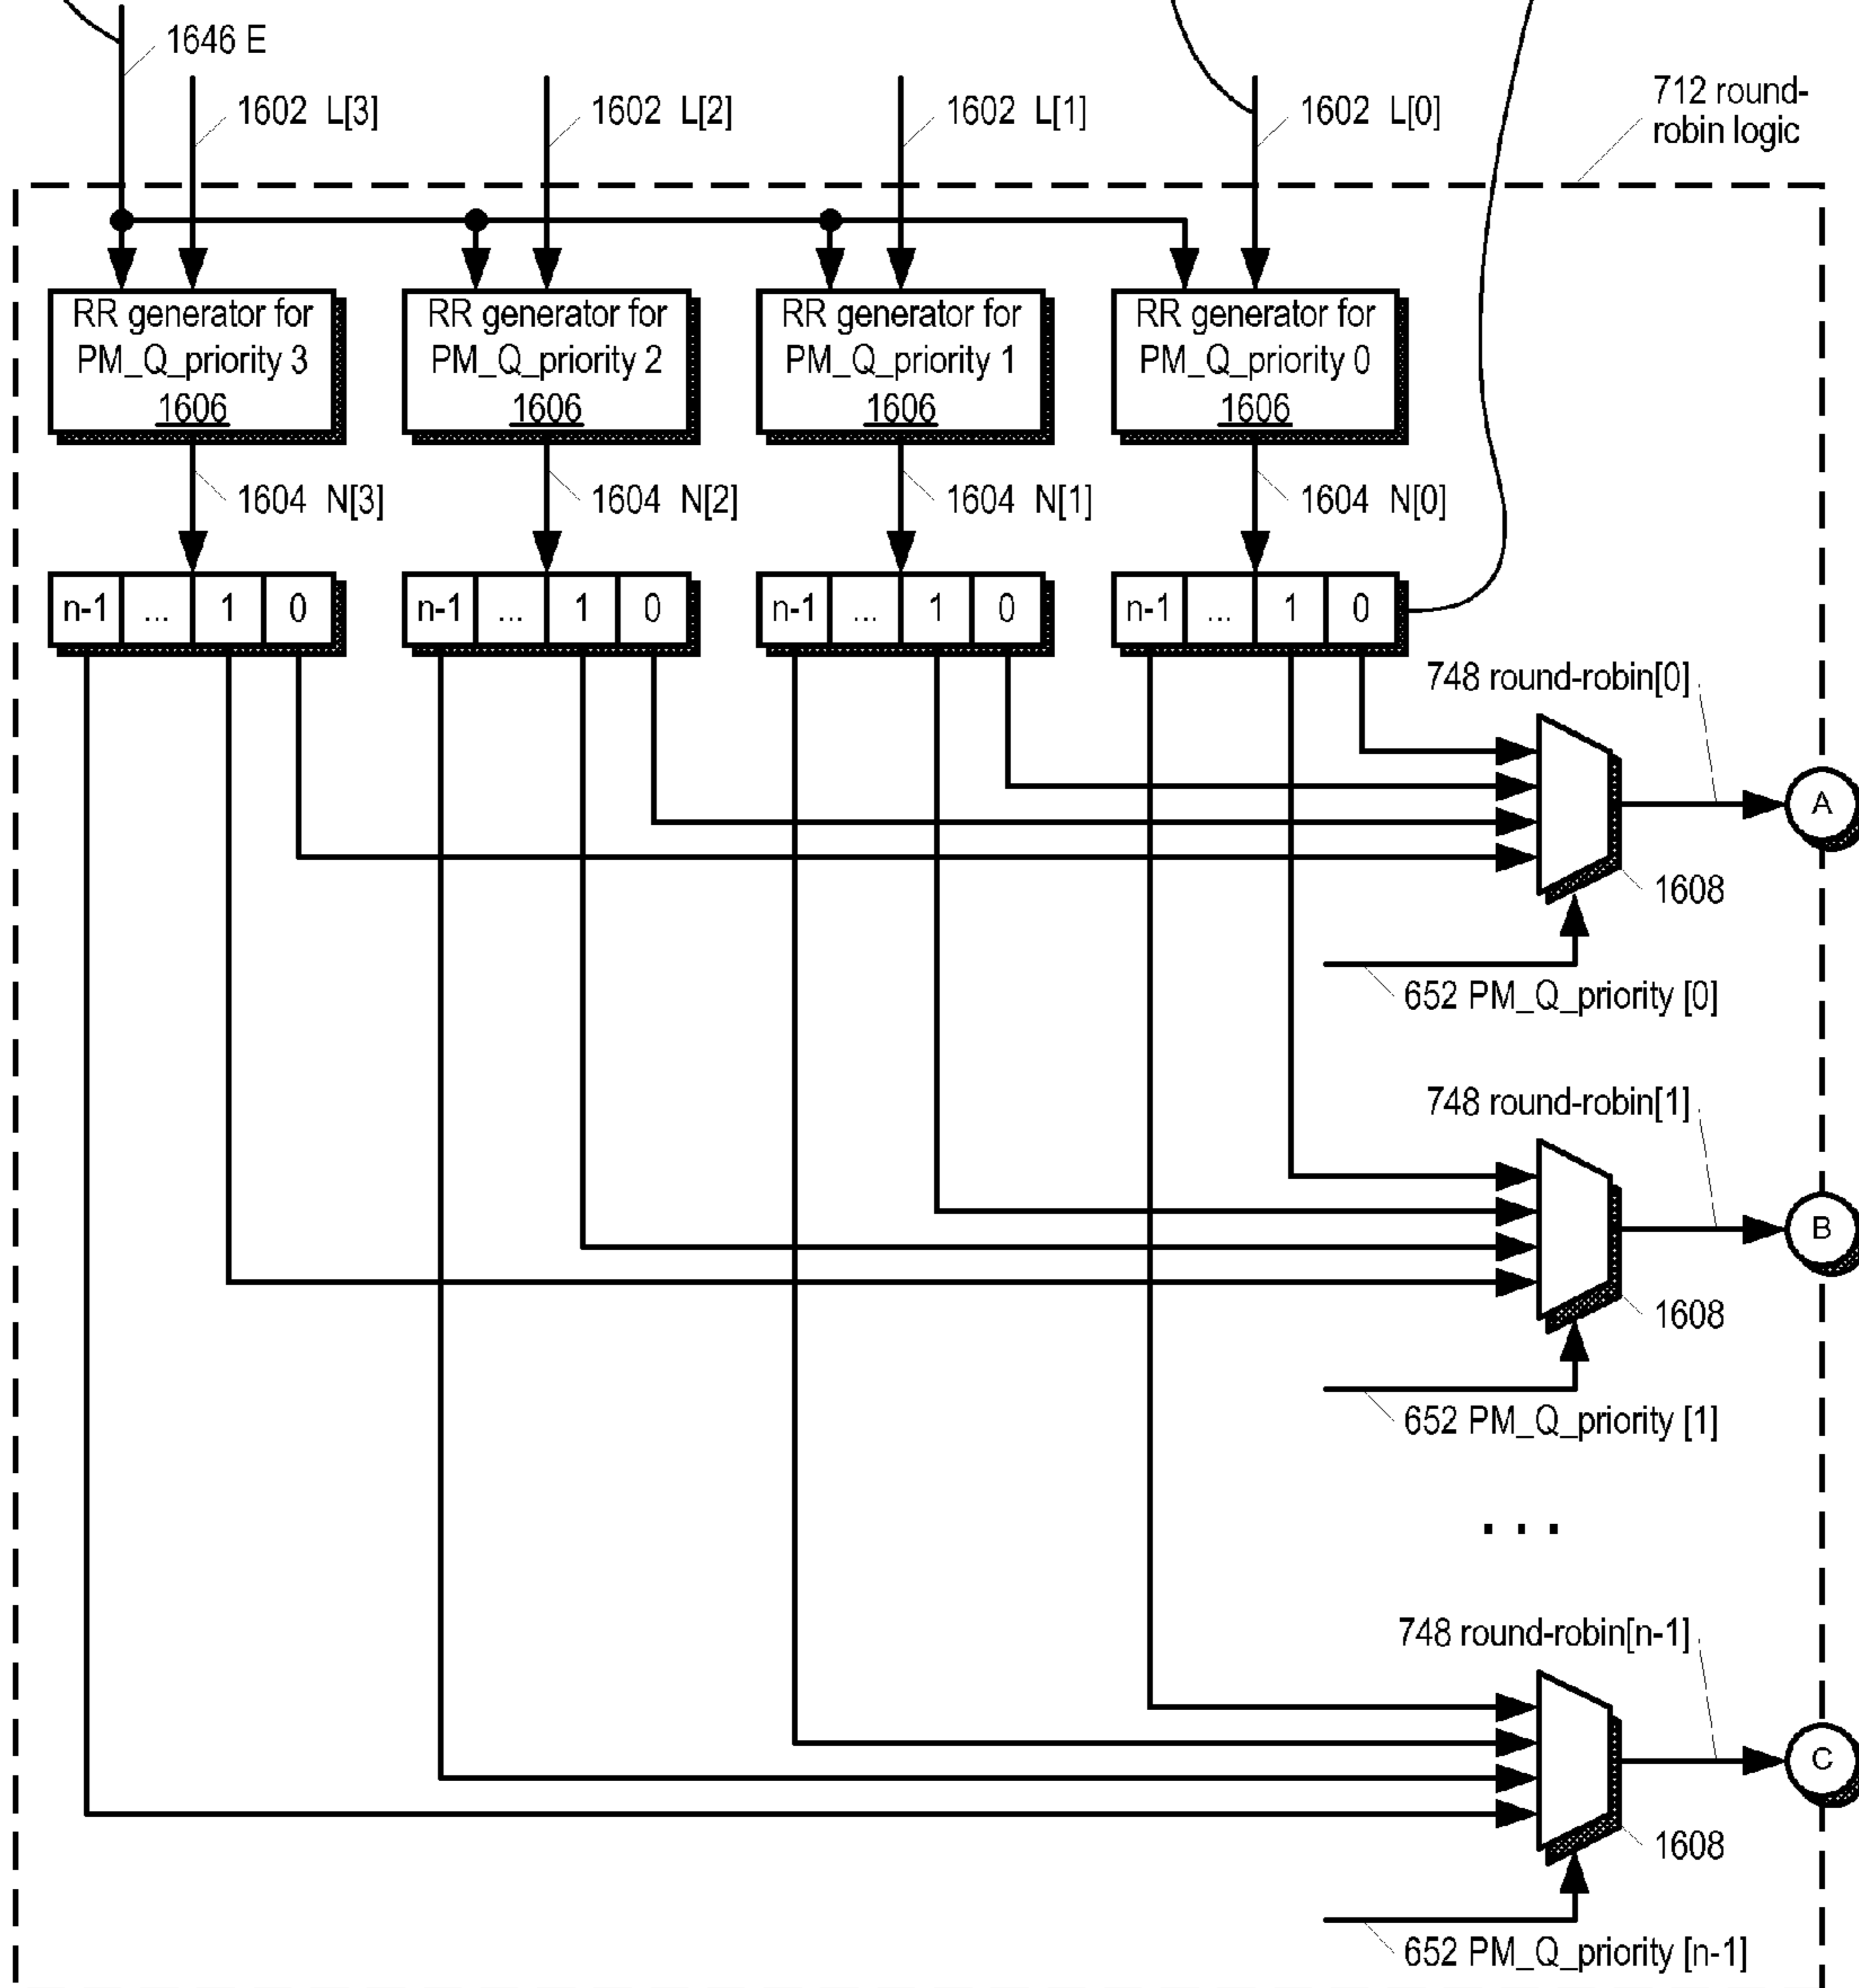 1646 E
1602 L[3]
1602 L[2]
1602 L[1]
1602 L[0]
712 round-
robin logic
RR generator for
PM_Q_priority 3
1606
RR generator for
PM_Q_priority 2
1606
RR generator for
PM_Q_priority 1
1606
RR generator for
PM_Q_priority 0
1606
1604 N[3]
1604 N[2]
1604 N[1]
1604 N[0]
n-1 ... 1 0
n-1 ... 1 0
n-1 ... 1 0
n-1 ... 1 0
748 round-robin[0]
A
1608
652 PM_Q_priority [0]
748 round-robin[1]
B
1608
652 PM_Q_priority [1]
. . .
748 round-robin[n-1]
C
1608
652 PM_Q_priority [n-1]